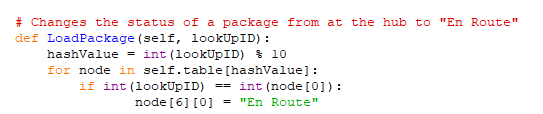 # Changes the status of a package from at the hub to "En Route"
def LoadPackage(self, lookUpID):
    hashValue = int(lookUpID) % 10
    for node in self.table[hashValue]:
        if int(lookUpID) == int(node[0]):
                node[6][0] = "En Route"